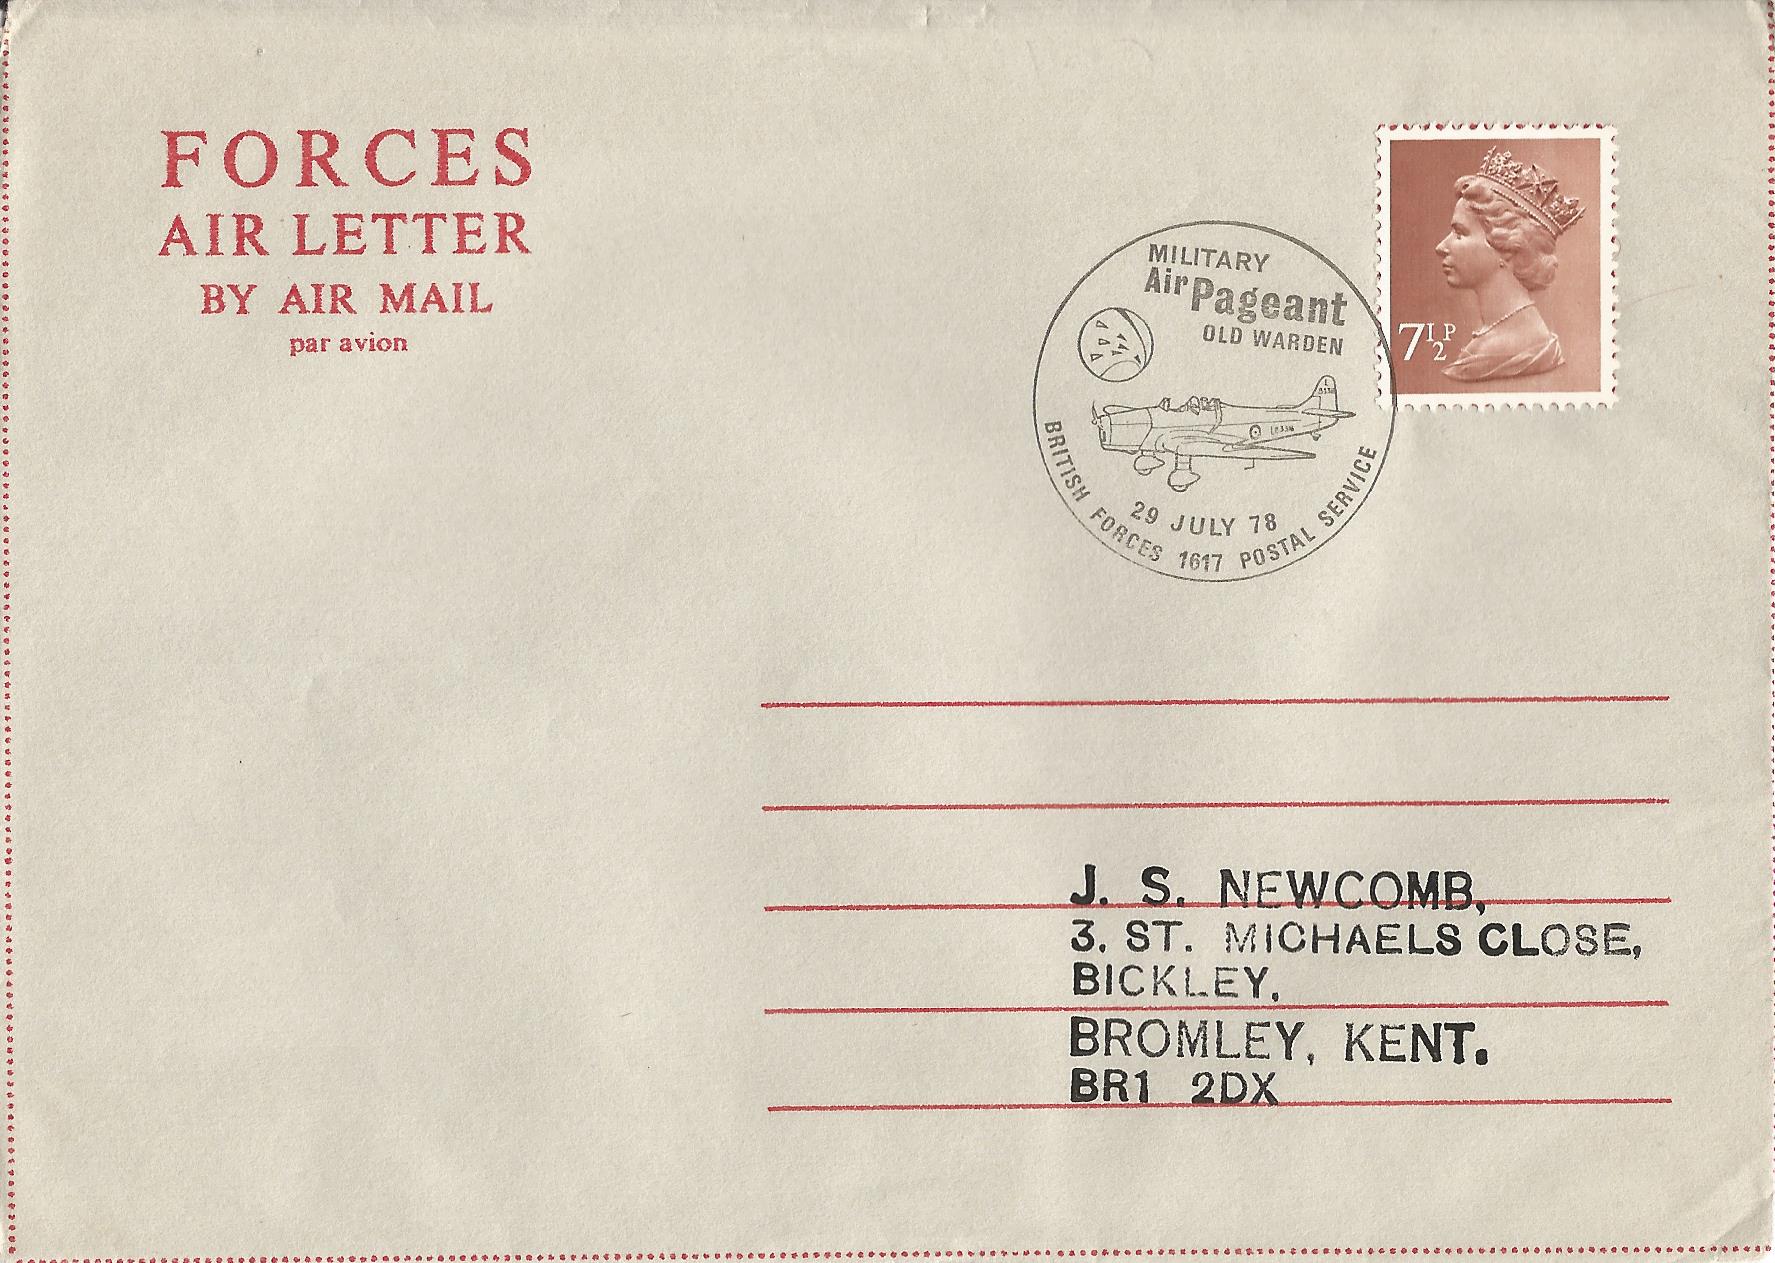 FORCES
AIR LETTER
BY AIR MAIL
par avion
MILITARY
Air Pageant
OLD WARDEN
29 JULY 78
BRITISH FORCES 1617 POSTAL SERVICE
7½P
J. S. NEWCOMB,
3. ST. MICHAELS CLOSE,
BICKLEY.
BROMLEY, KENT.
BR1 2DX